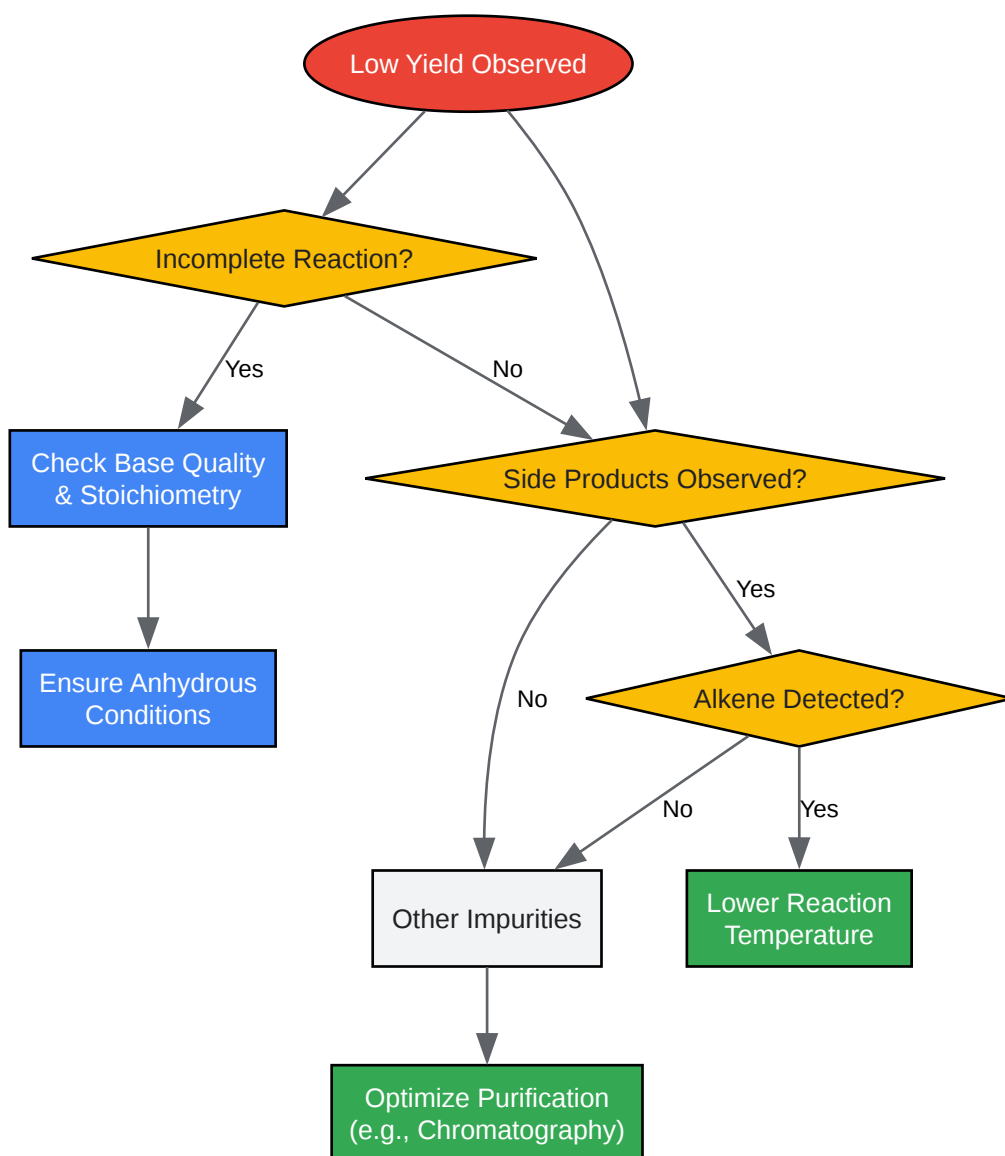 Low Yield Observed
Incomplete Reaction?
Yes
No
Check Base Quality
& Stoichiometry
Side Products Observed?
Yes
Ensure Anhydrous
Conditions
No
Alkene Detected?
No
Yes
Other Impurities
Lower Reaction
Temperature
Optimize Purification
(e.g., Chromatography)